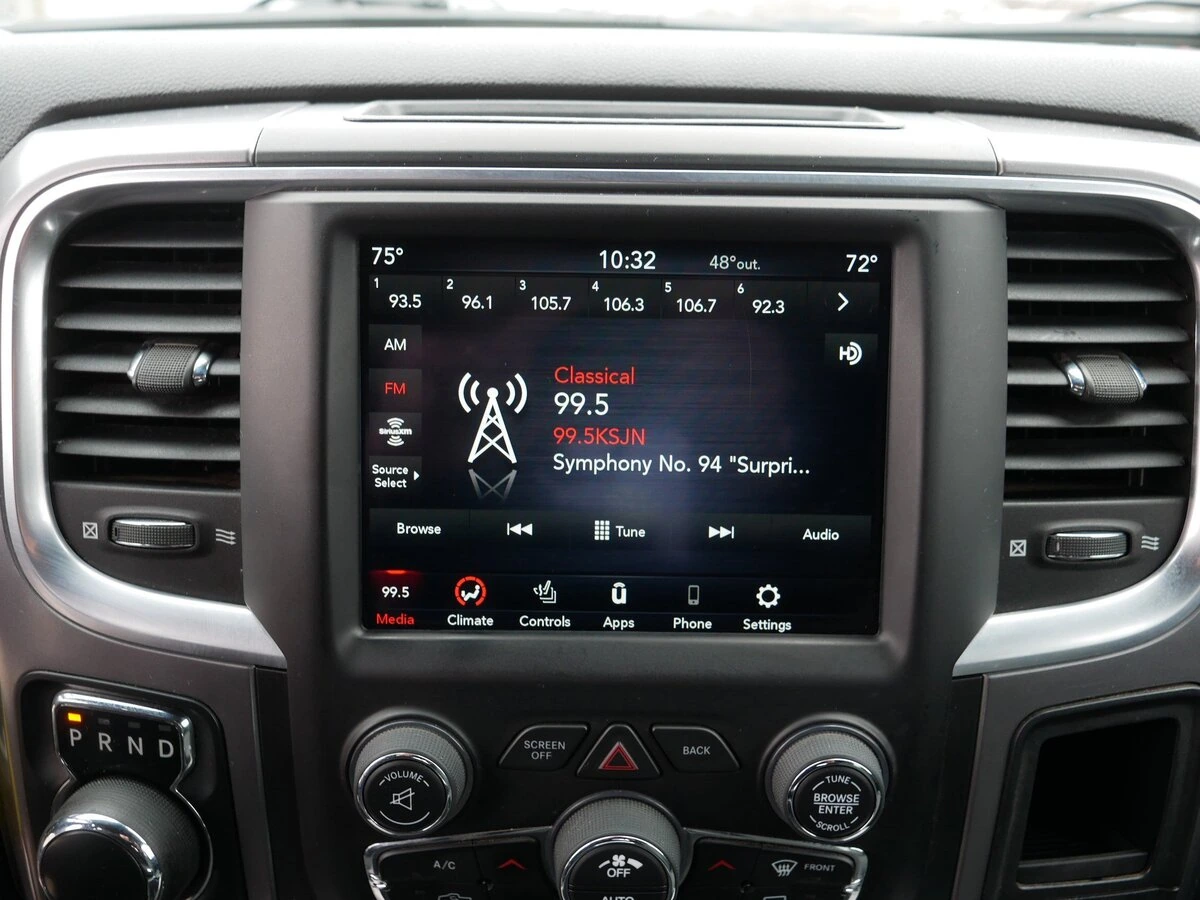 75° 10:32 48°out. 72°
1 93.5 2 96.1 3 105.7 4 106.3 5 106.7 6 92.3
AM
HD
FM
Classical
99.5
SiriusXM
99.5KSJN
Symphony No. 94 "Surpri...
Source
Select
Browse Tune Audio
99.5
Media Climate Controls Apps Phone Settings
P R N D
SCREEN
OFF
BACK
VOLUME
TUNE
BROWSE
ENTER
SCROLL
A/C
OFF
FRONT
AUTO